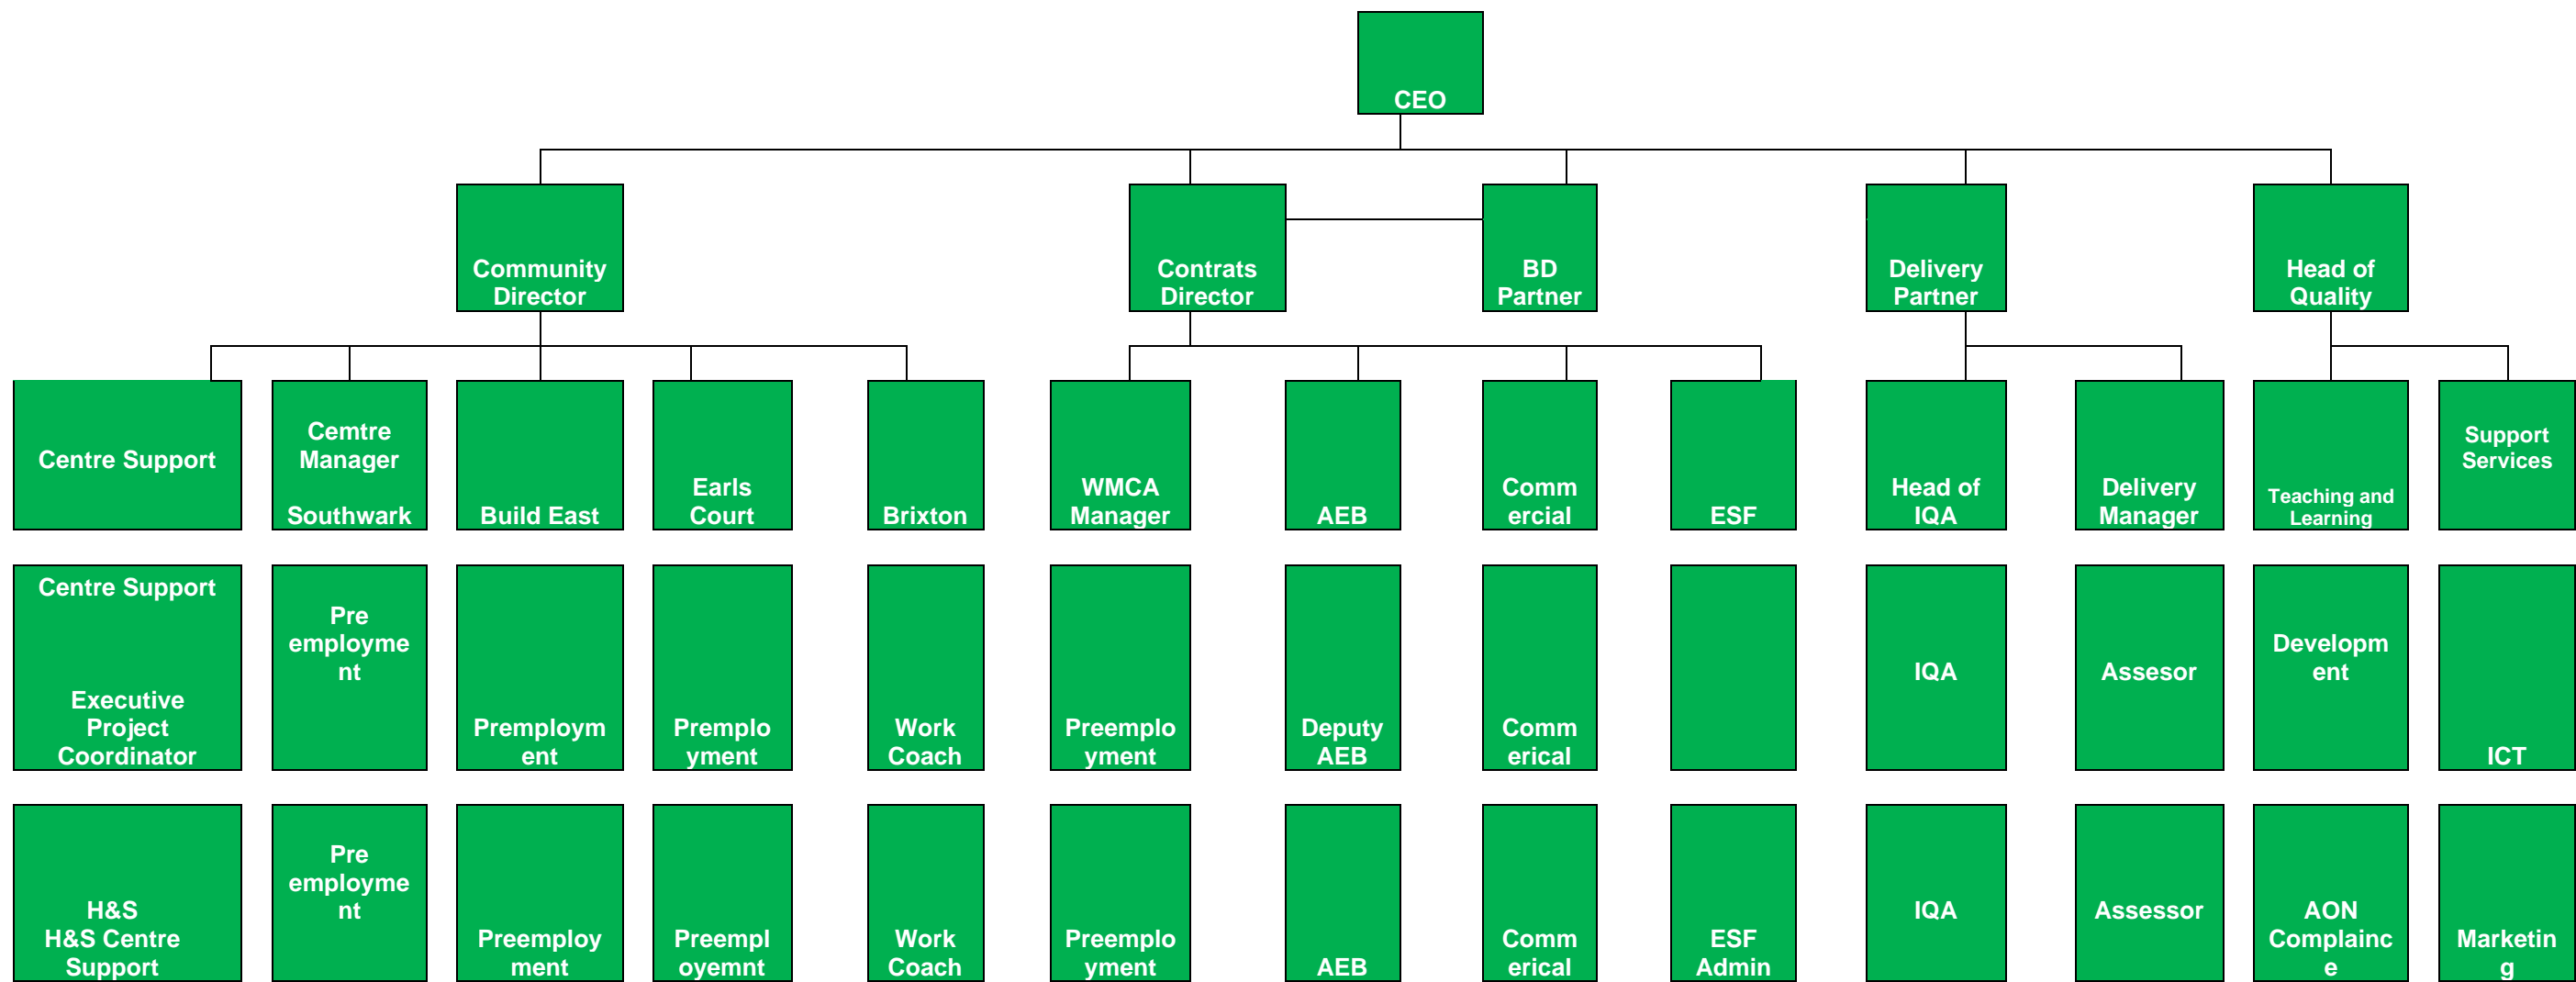 CEO
Community
Director
Contrats
Director
BD
Partner
Delivery
Partner
Head of
Quality
Centre Support
Cemtre
Manager
Southwark
Build East
Earls
Court
Brixton
WMCA
Manager
AEB
Comm
ercial
ESF
Head of
IQA
Delivery
Manager
Teaching and
Learning
Support
Services
Centre Support
Executive
Project
Coordinator
Pre
employme
nt
Premploym
ent
Premplo
yment
Work
Coach
Preemplo
yment
Deputy
AEB
Comm
erical
IQA
Assesor
Developm
ent
ICT
H&S
H&S Centre
Support
Pre
employme
nt
Preemploy
ment
Preempl
oyemnt
Work
Coach
Preemplo
yment
AEB
Comm
erical
ESF
Admin
IQA
Assessor
AON
Complainc
e
Marketin
g